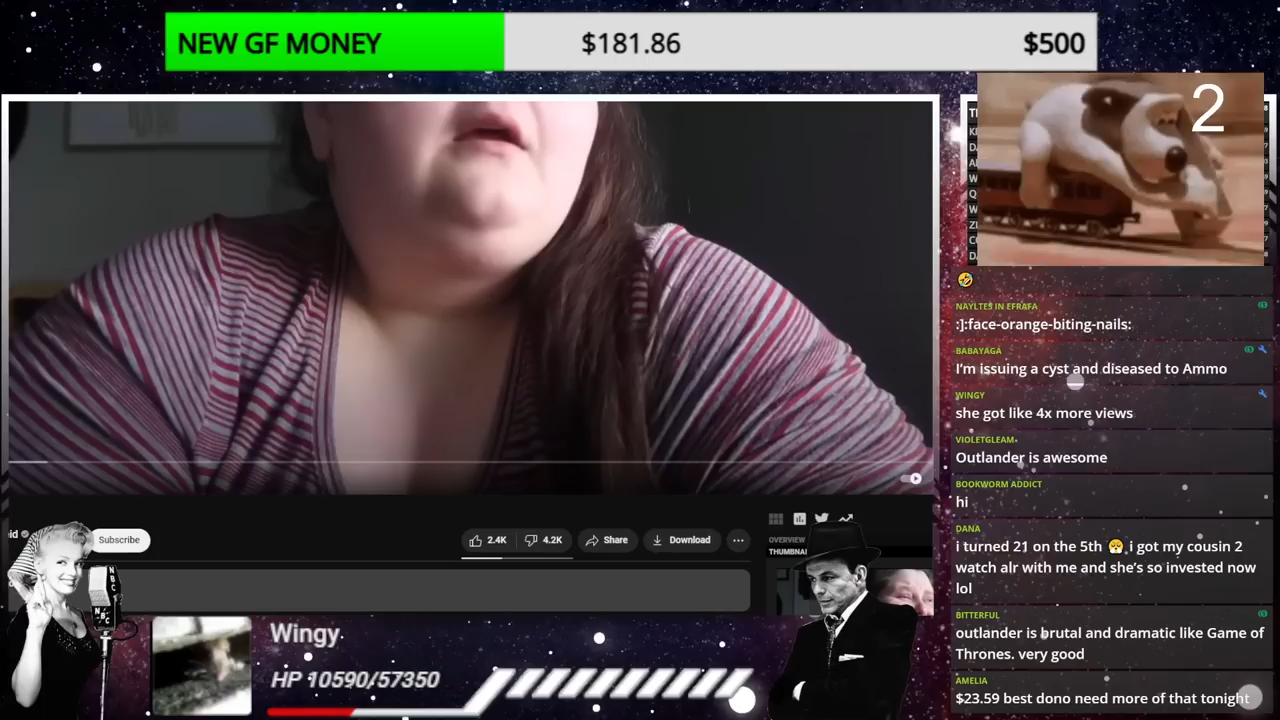 NEW GF MONEY $181.86 $500
2
NAYLTES IN EFRAFA
:]:face-orange-biting-nails:
BABAYAGA
I'm issuing a cyst and diseased to Ammo
WINGY
she got like 4x more views
VIOLETGLEAM
Outlander is awesome
BOOKWORM ADDICT
hi
DANA
i turned 21 on the 5th 😤 i got my cousin 2
watch alr with me and she's so invested now
lol
BITTERFUL
outlander is brutal and dramatic like Game of
Thrones. very good
AMELIA
$23.59 best dono need more of that tonight
Subscribe
2.4K 4.2K Share Download
OVERVIEW
THUMBNAI
NBC
NBC
Wingy
HP 10590/57350